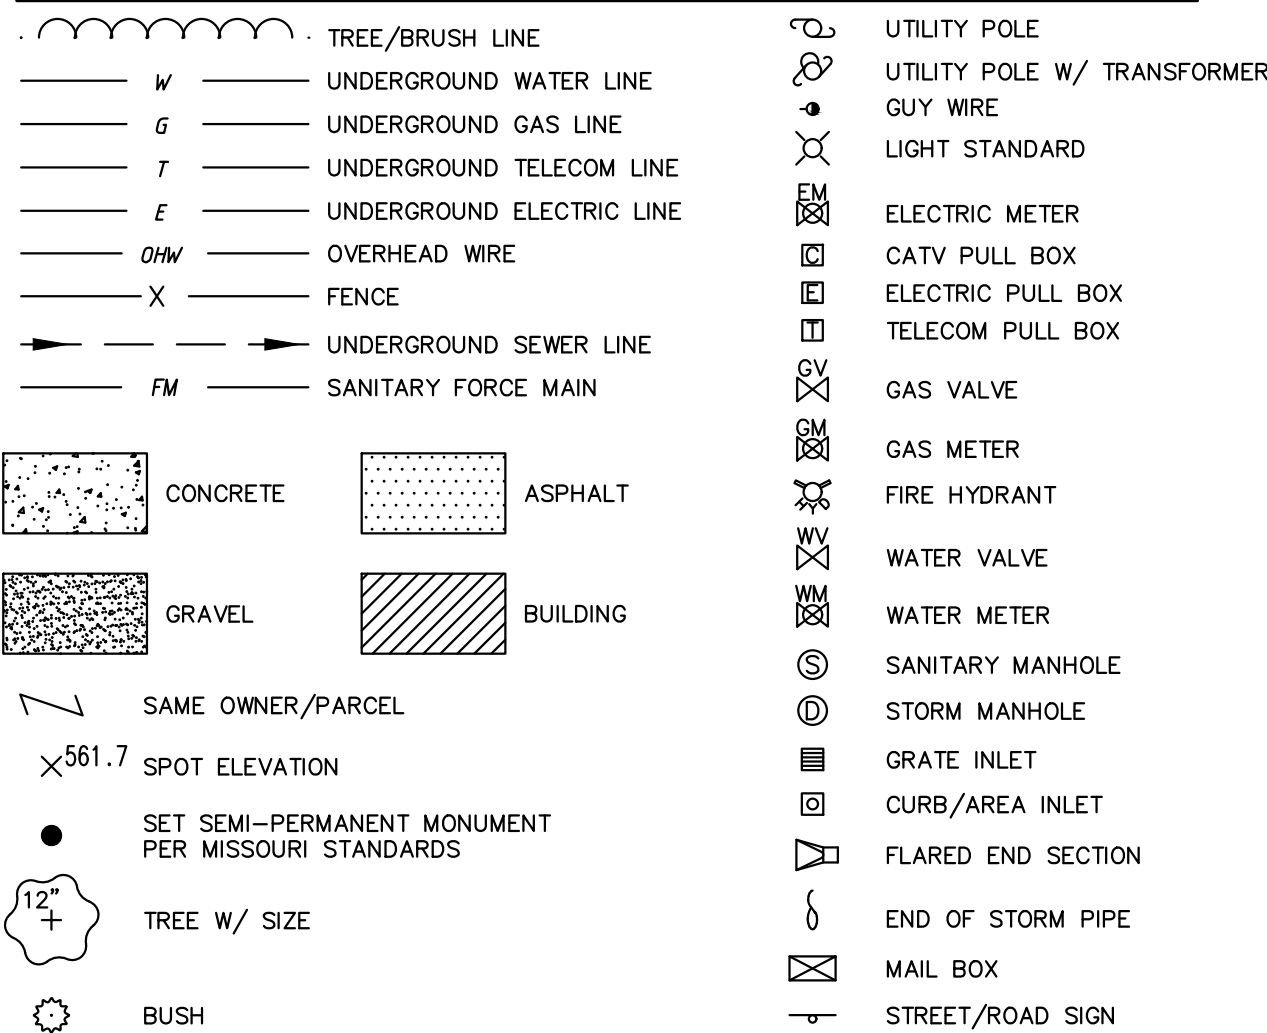 TREE/BRUSH LINE
W UNDERGROUND WATER LINE
G UNDERGROUND GAS LINE
T UNDERGROUND TELECOM LINE
E UNDERGROUND ELECTRIC LINE
OHW OVERHEAD WIRE
X FENCE
UNDERGROUND SEWER LINE
FM SANITARY FORCE MAIN
CONCRETE
ASPHALT
GRAVEL
BUILDING
SAME OWNER/PARCEL
561.7 SPOT ELEVATION
SET SEMI-PERMANENT MONUMENT
PER MISSOURI STANDARDS
12"
TREE W/ SIZE
BUSH
UTILITY POLE
UTILITY POLE W/ TRANSFORMER
GUY WIRE
LIGHT STANDARD
EM
ELECTRIC METER
C CATV PULL BOX
E ELECTRIC PULL BOX
T TELECOM PULL BOX
GV
GAS VALVE
GM
GAS METER
FIRE HYDRANT
WV
WATER VALVE
WM
WATER METER
S SANITARY MANHOLE
D STORM MANHOLE
GRATE INLET
CURB/AREA INLET
FLARED END SECTION
END OF STORM PIPE
MAIL BOX
STREET/ROAD SIGN